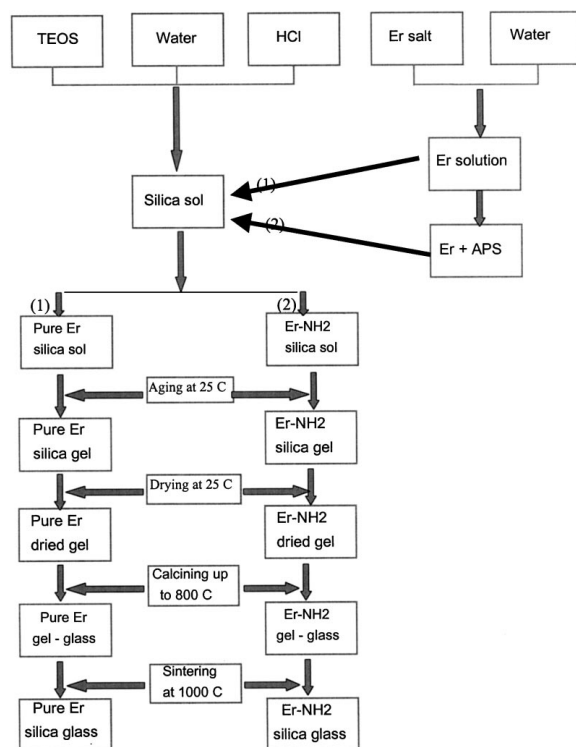 TEOS
Water
HCl
Er salt
Water
Er solution
(1)
Silica sol
(2)
Er + APS
(1)
(2)
Pure Er
silica sol
Er-NH2
silica sol
Aging at 25 C
Pure Er
silica gel
Er-NH2
silica gel
Drying at 25 C
Pure Er
dried gel
Er-NH2
dried gel
Calcining up
to 800 C
Pure Er
gel - glass
Er-NH2
gel - glass
Sintering
at 1000 C
Pure Er
silica glass
Er-NH2
silica glass